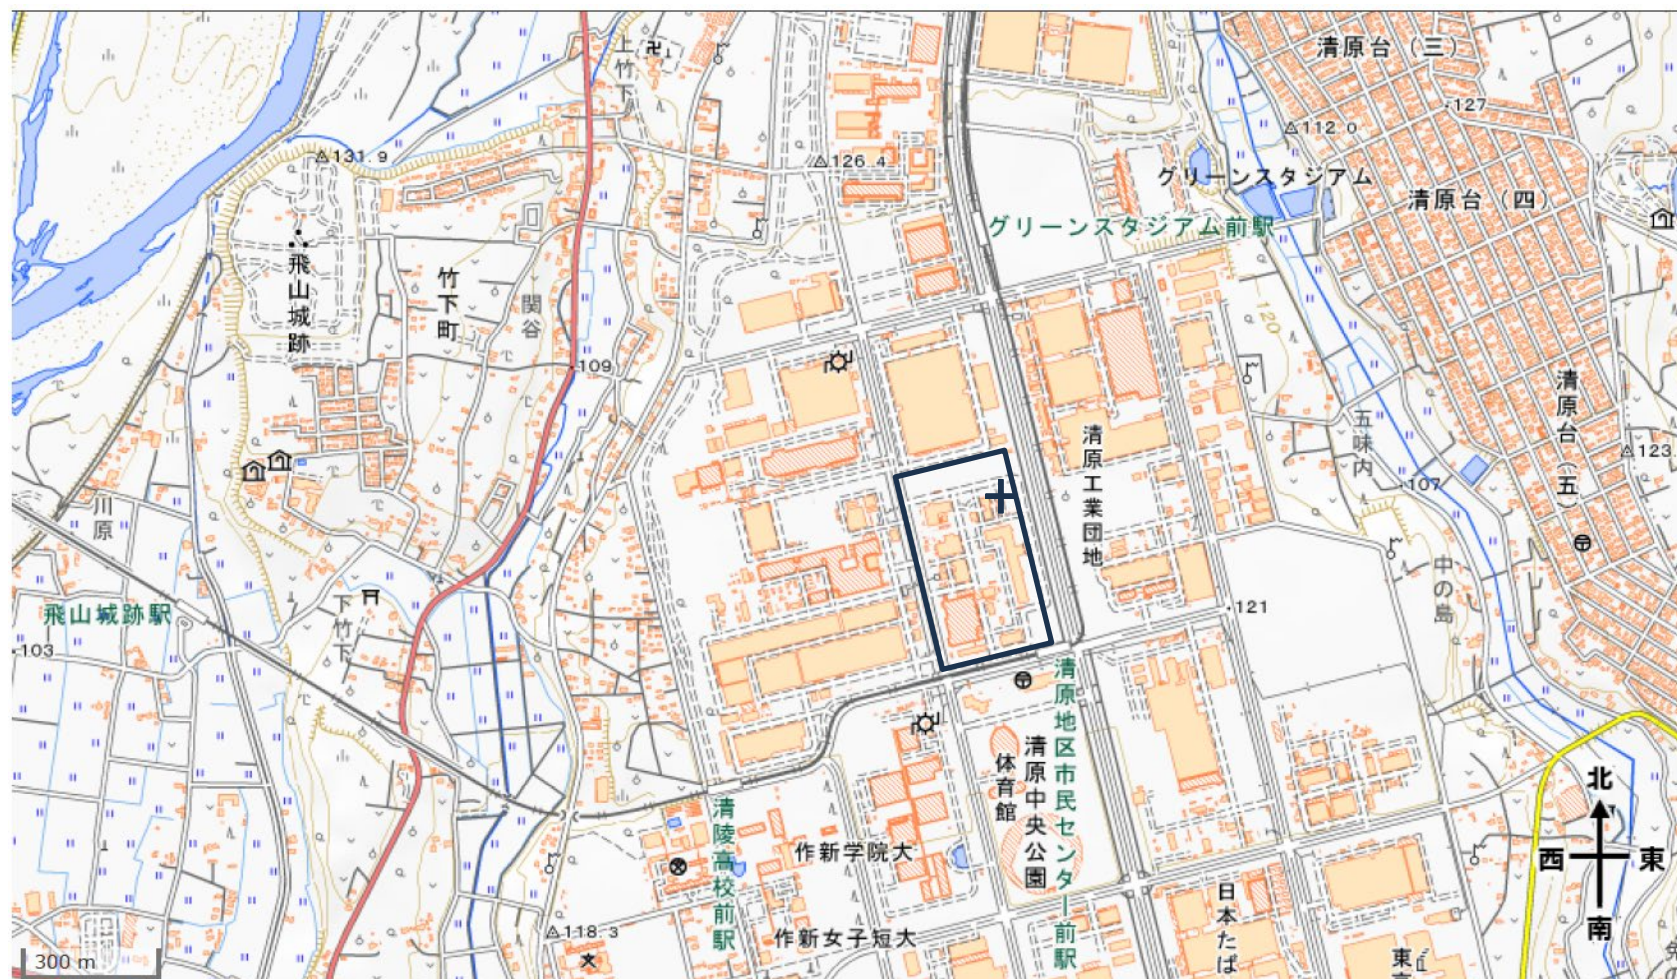 上竹下
清原台（三）
127
112.0
131.9
126.4
グリーンスタジアム
清原台（四）
グリーンスタジアム前駅
飛山城跡
竹下町
関谷
120
109
清原台（五）
五味内
清原工業団地
123
107
川原
中の島
飛山城跡駅
下竹下
121
103
清原地区市民センター前駅
清原中央公園
体育館
北
西
東
南
清陵高校前駅
作新学院大
日本たば
118.3
作新女子短大
東京
300 m